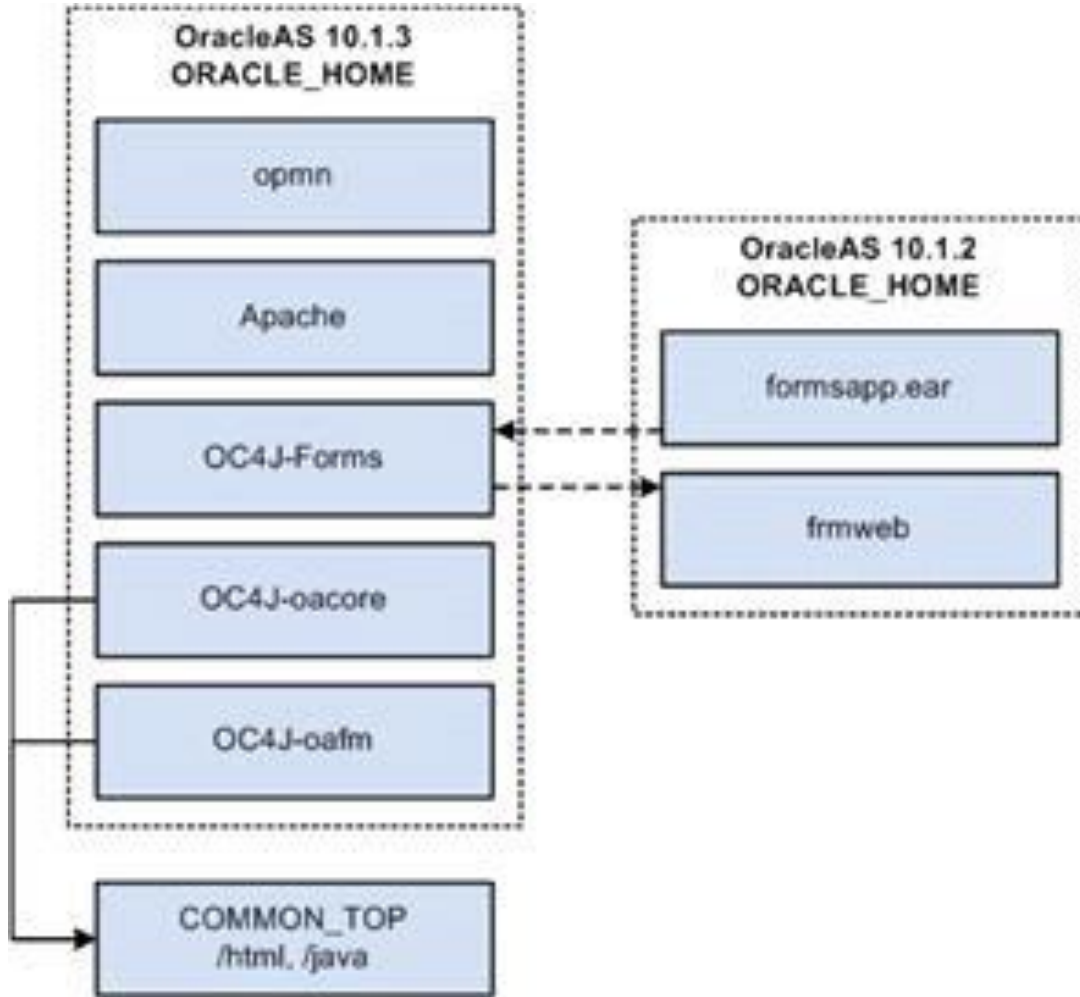 OracleAS 10.1.3
ORACLE_HOME
opmn
Apache
OC4J-Forms
OC4J-oacore
OC4J-oafm
COMMON_TOP
/html, /java
OracleAS 10.1.2
ORACLE_HOME
formsapp.ear
frmweb